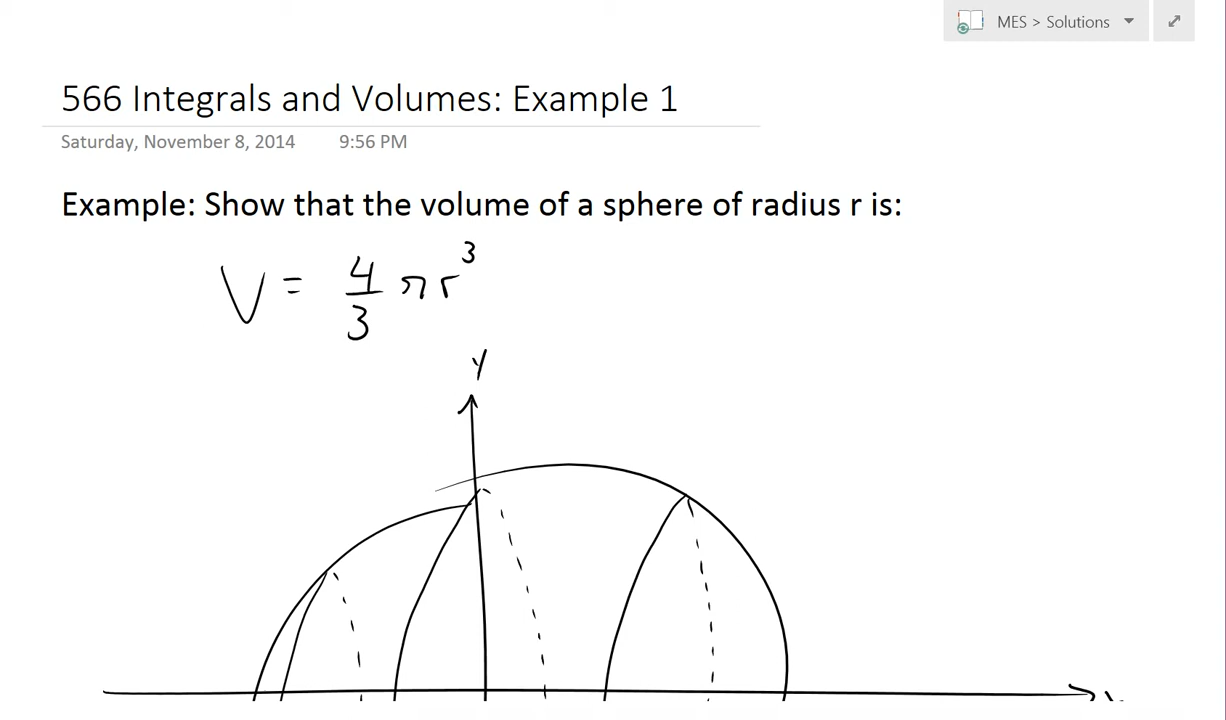 MES > Solutions
566 Integrals and Volumes: Example 1
Saturday, November 8, 2014 9:56 PM
Example: Show that the volume of a sphere of radius r is:
V = 4/3 πr³
y